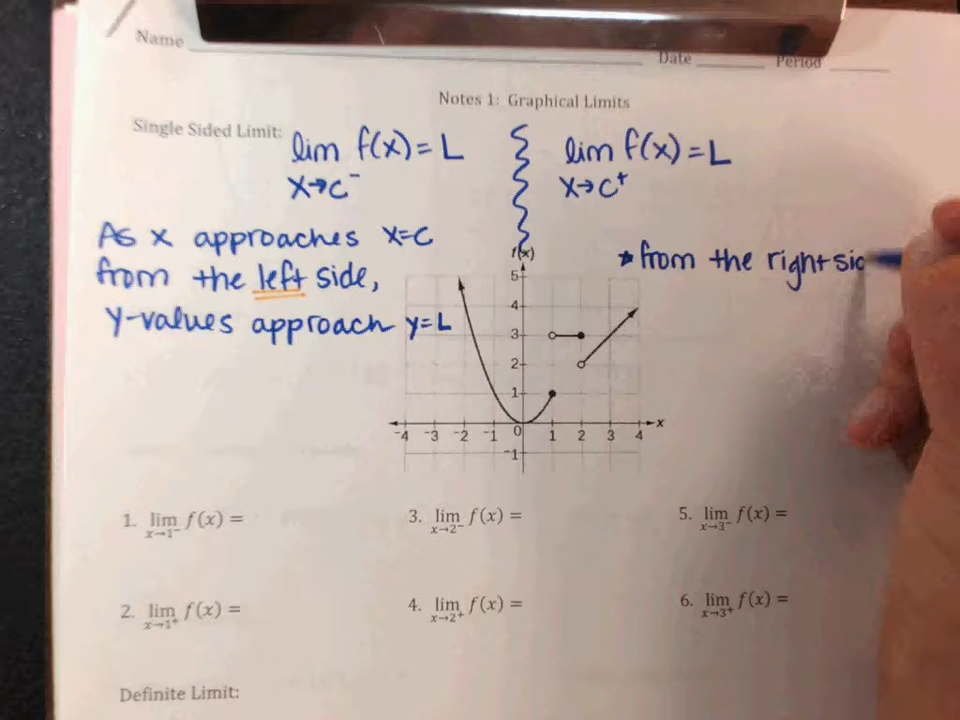 Name
Date
Period
Notes 1: Graphical Limits
Single Sided Limit:
lim f(x) = L
x→c⁻
lim f(x) = L
x→c⁺
As x approaches x=c
from the left side,
y-values approach y=L
* from the right sid
f(x)
5
4
3
2
1
-4 -3 -2 -1 0 1 2 3 4 x
-1
1. lim f(x) =
x→1⁻
3. lim f(x) =
x→2⁻
5. lim f(x) =
x→3⁻
2. lim f(x) =
x→1⁺
4. lim f(x) =
x→2⁺
6. lim f(x) =
x→3⁺
Definite Limit: